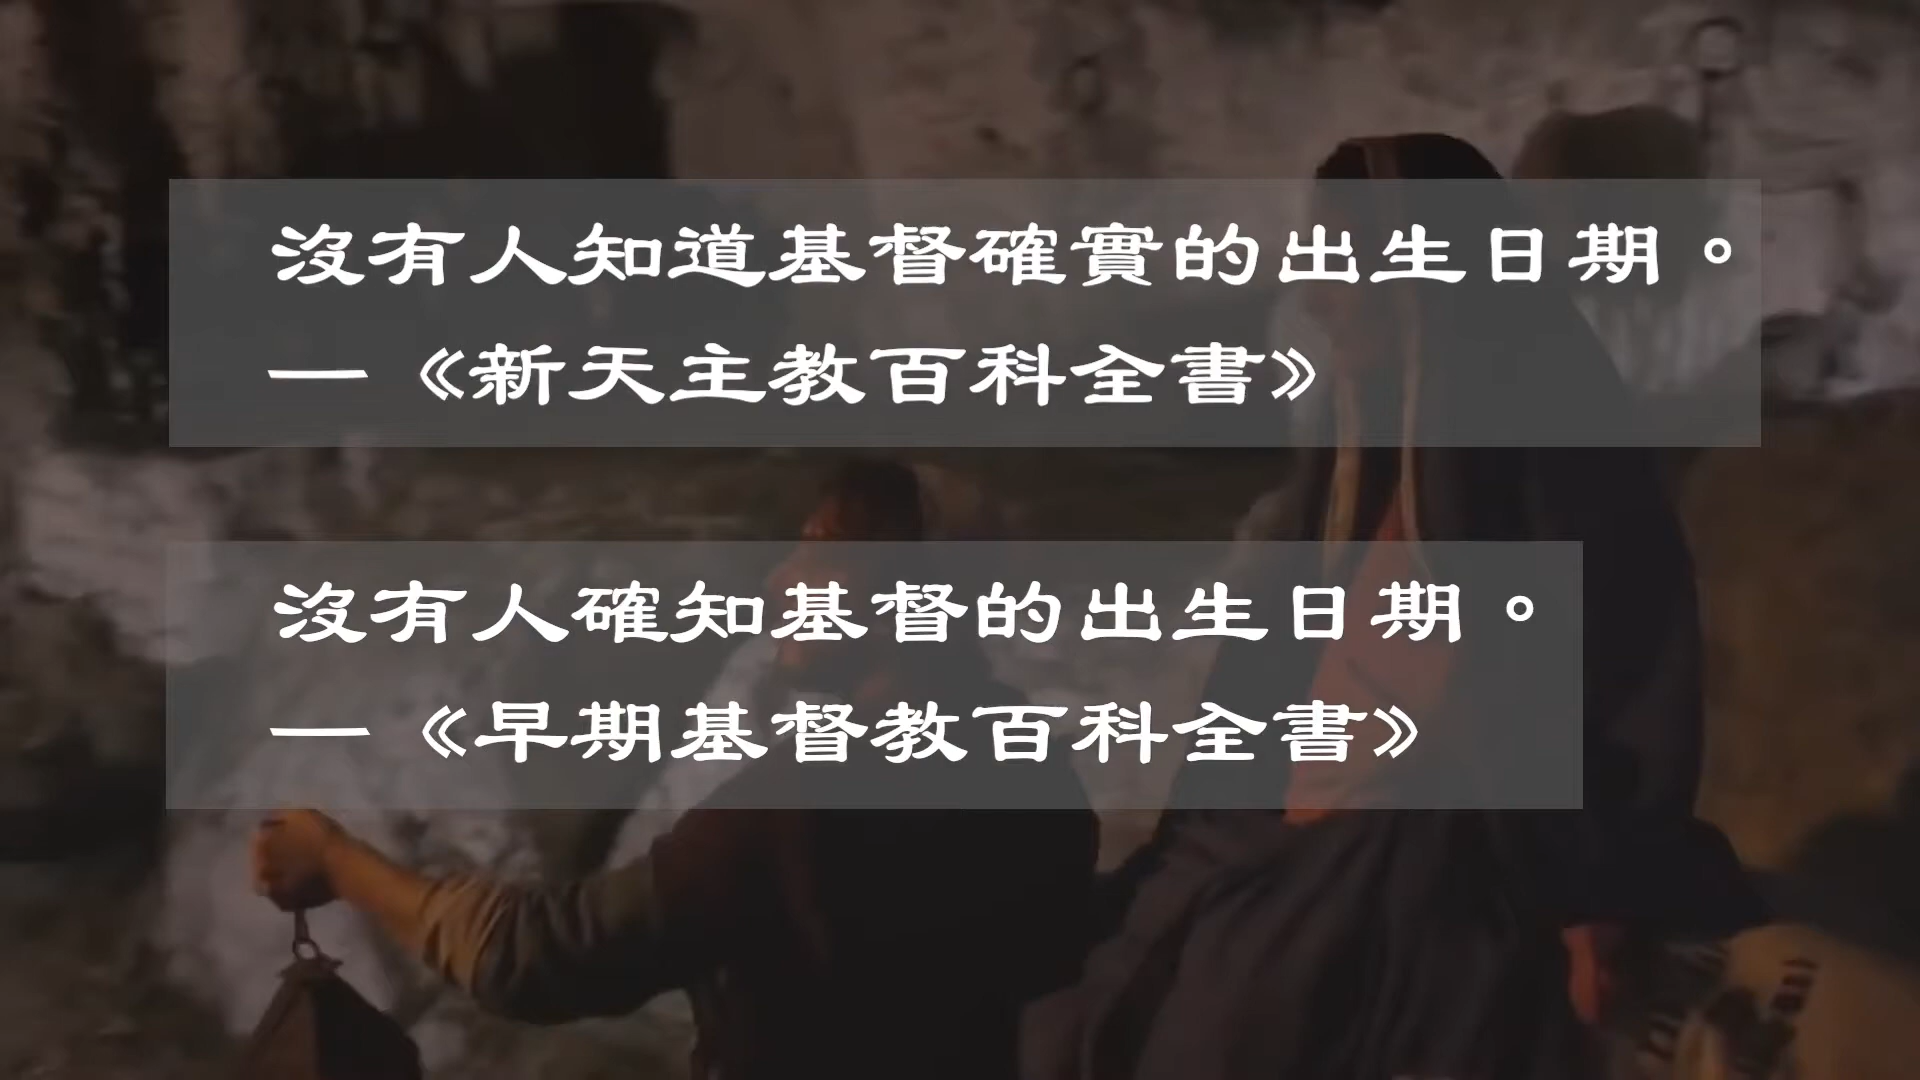 沒有人知道基督確實的出生日期。
—《新天主教百科全書》
沒有人確知基督的出生日期。
—《早期基督教百科全書》